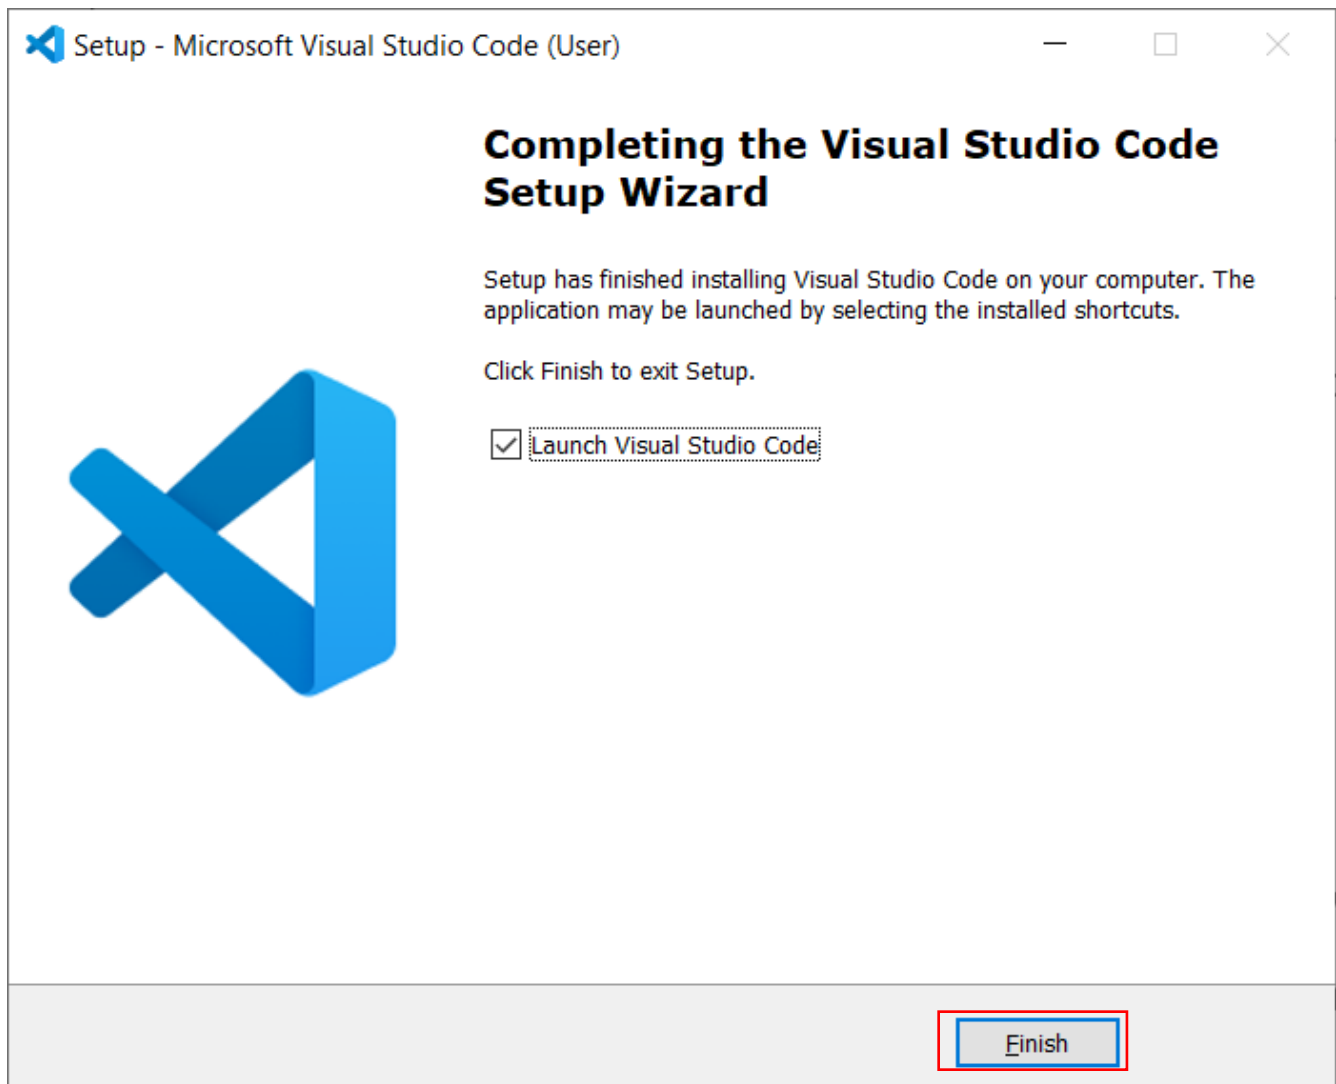 Setup - Microsoft Visual Studio Code (User)
Completing the Visual Studio Code
Setup Wizard
Setup has finished installing Visual Studio Code on your computer. The
application may be launched by selecting the installed shortcuts.
Click Finish to exit Setup.
Launch Visual Studio Code
Finish